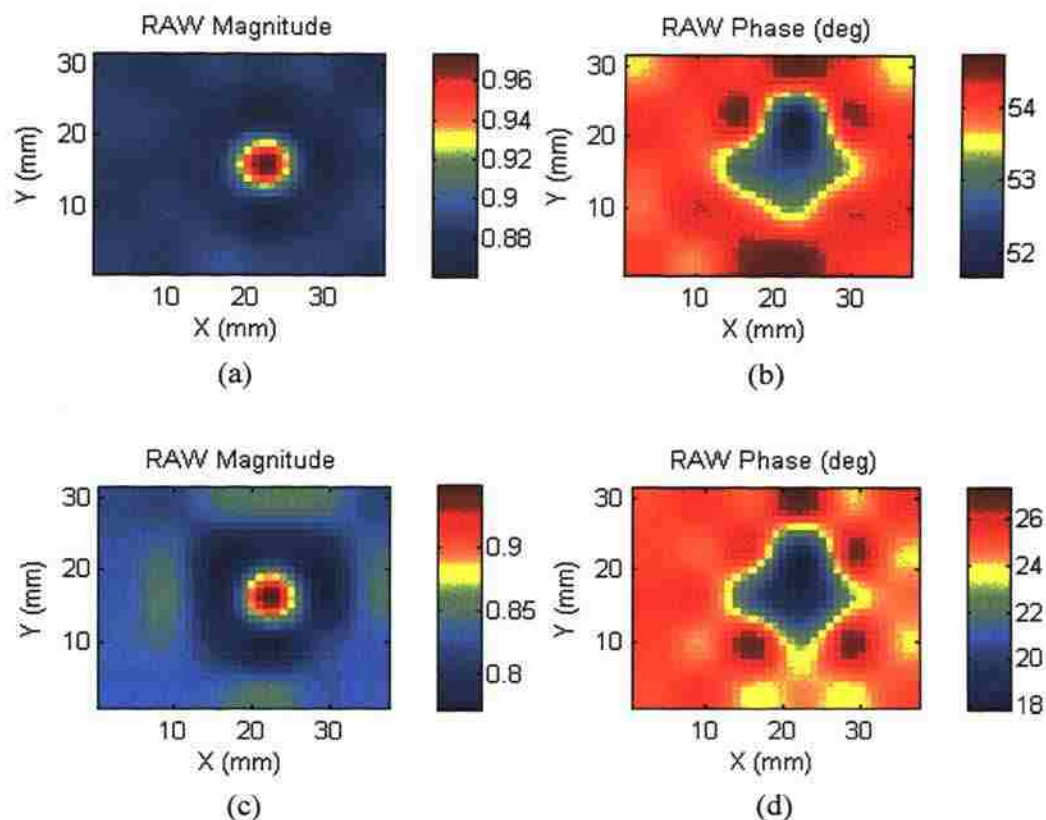 RAW Magnitude
30
20
10
Y (mm)
10 20 30
X (mm)
0.96
0.94
0.92
0.9
0.88
(a)
RAW Phase (deg)
30
20
10
Y (mm)
10 20 30
X (mm)
54
53
52
(b)
RAW Magnitude
30
20
10
Y (mm)
10 20 30
X (mm)
0.9
0.85
0.8
(c)
RAW Phase (deg)
30
20
10
Y (mm)
10 20 30
X (mm)
26
24
22
20
18
(d)